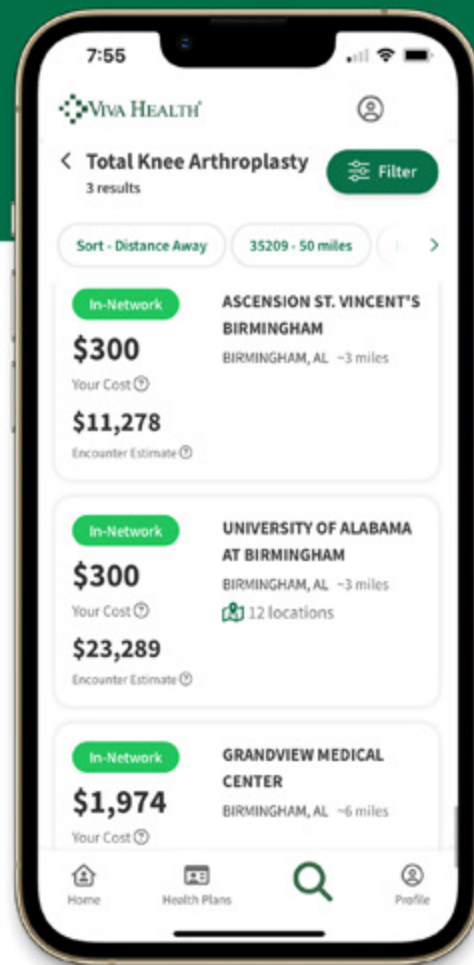 7:55
VIVA HEALTH
Total Knee Arthroplasty
3 results
Filter
Sort - Distance Away
35209 - 50 miles
In-Network
$300
Your Cost
$11,278
Encounter Estimate
ASCENSION ST. VINCENT'S
BIRMINGHAM
BIRMINGHAM, AL ~3 miles
In-Network
$300
Your Cost
$23,289
Encounter Estimate
UNIVERSITY OF ALABAMA
AT BIRMINGHAM
BIRMINGHAM, AL ~3 miles
12 locations
In-Network
$1,974
Your Cost
GRANDVIEW MEDICAL
CENTER
BIRMINGHAM, AL ~6 miles
Home
Health Plans
Profile